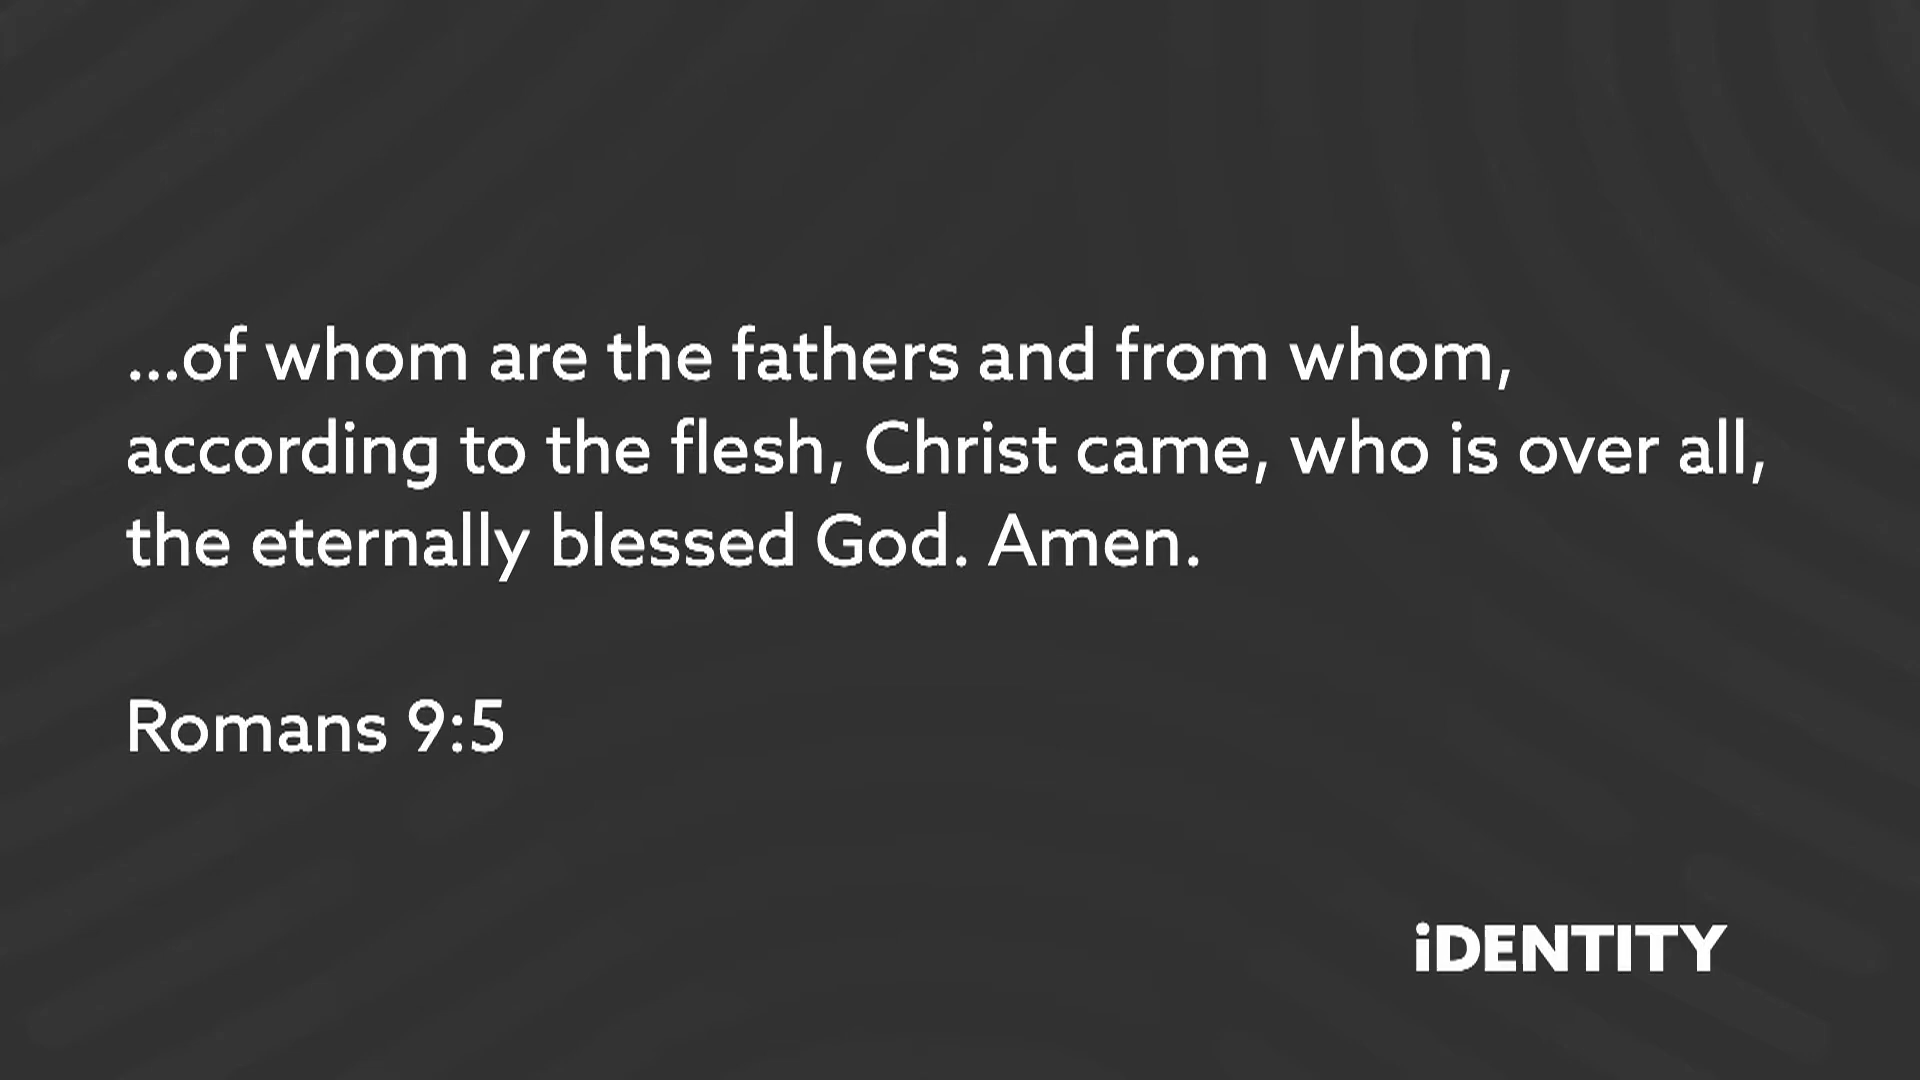 ...of whom are the fathers and from whom,
according to the flesh, Christ came, who is over all,
the eternally blessed God. Amen.
Romans 9:5
iDENTITY